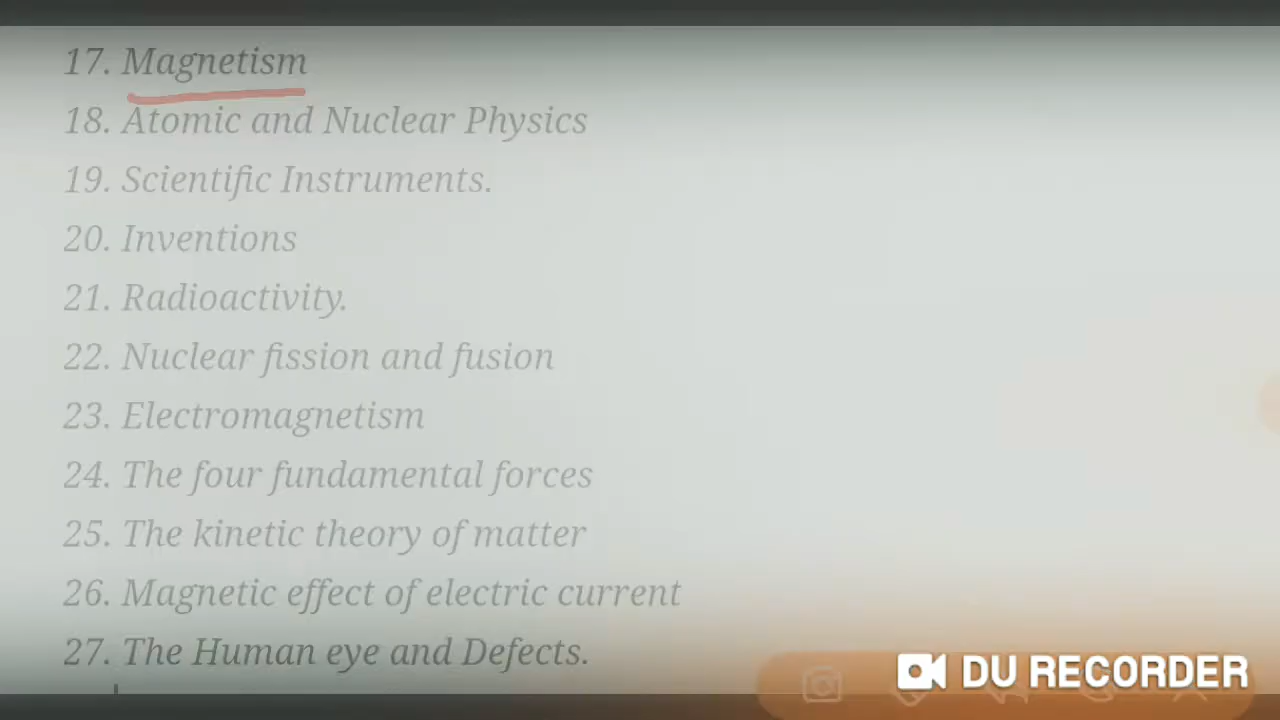 17. Magnetism
18. Atomic and Nuclear Physics
19. Scientific Instruments.
20. Inventions
21. Radioactivity.
22. Nuclear fission and fusion
23. Electromagnetism
24. The four fundamental forces
25. The kinetic theory of matter
26. Magnetic effect of electric current
27. The Human eye and Defects.
DU RECORDER